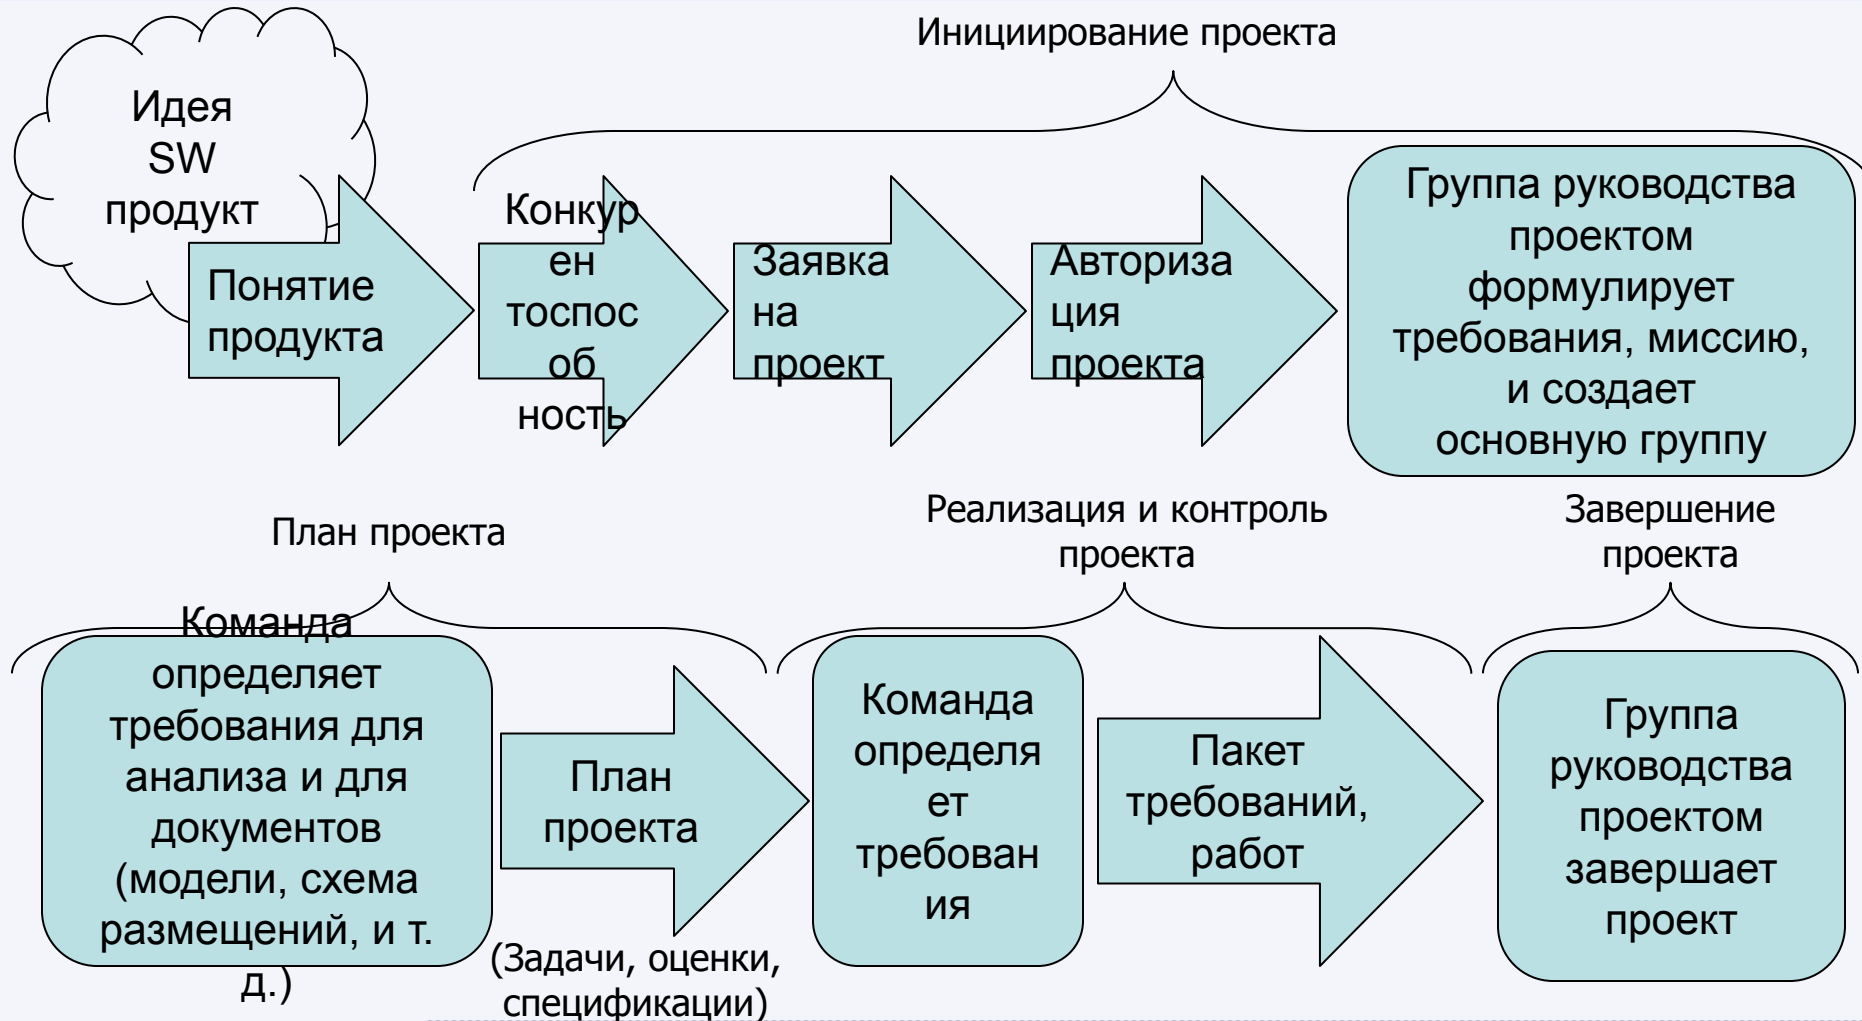 Инициирование проекта
Идея
SW
продукт
Понятие
продукта
Конкур
ен
тоспос
об
ность
Заявка
на
проект
Авториза
ция
проекта
Группа руководства
проектом
формулирует
требования, миссию,
и создает
основную группу
План проекта
Команда
определяет
требования для
анализа и для
документов
(модели, схема
размещений, и т.
д.)
План
проекта
(Задачи, оценки,
спецификации)
Реализация и контроль
проекта
Команда
определя
ет
требован
ия
Пакет
требований,
работ
Завершение
проекта
Группа
руководства
проектом
завершает
проект